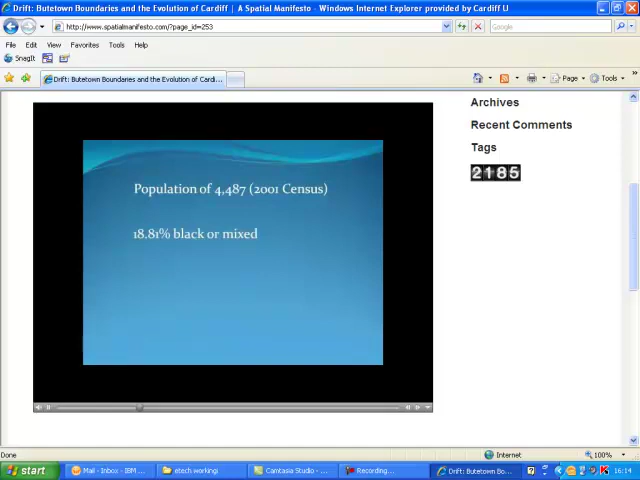 Drift: Butetown Boundaries and the Evolution of Cardiff | A Spatial Manifesto - Windows Internet Explorer provided by Cardiff U
http://www.spatialmanifesto.com/?page_id=253
Google
File Edit View Favorites Tools Help
SnagIt
Drift: Butetown Boundaries and the Evolution of Cardi...
Page Tools
Archives
Recent Comments
Tags
2185
Population of 4,487 (2001 Census)
18.81% black or mixed
Done
Internet
100%
start
Mail - Inbox - IBM ...
etech working
Camtasia Studio - ...
Recording...
Drift: Butetown Bo...
16:14